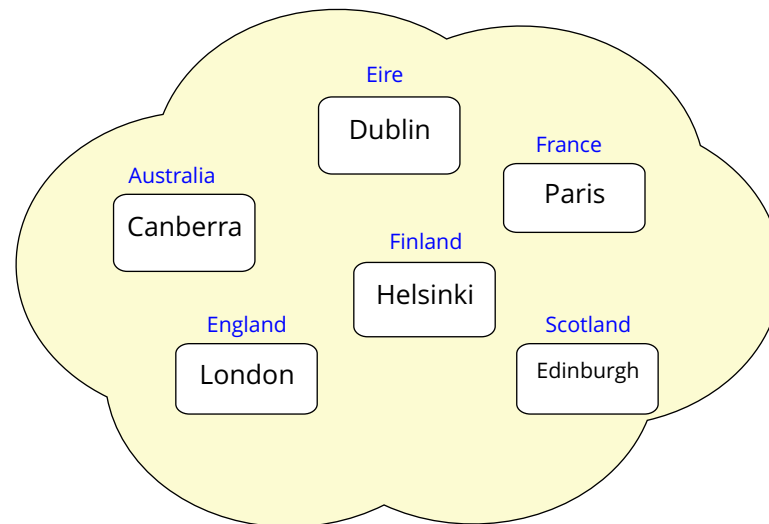 Eire
Dublin
France
Paris
Australia
Canberra
Finland
Helsinki
England
London
Scotland
Edinburgh